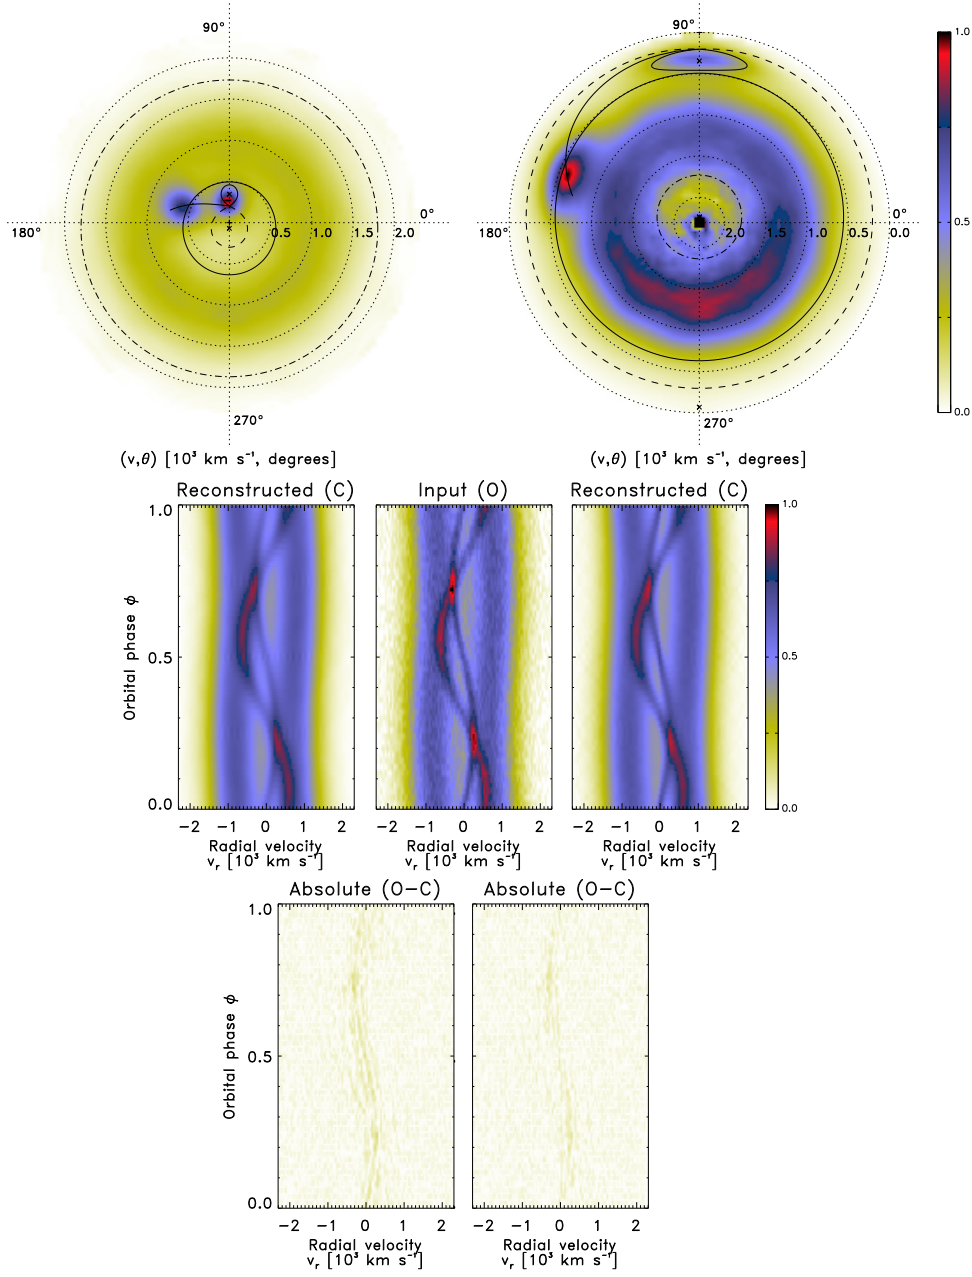 90° 90°
1.0
180° 0.5 1.0 1.5 2.0 0° 180° 2.0 1.5 1.0 0.5 0.0 0°
0.5
270° 270°
0.0
(v,θ) [10³ km s⁻¹, degrees] (v,θ) [10³ km s⁻¹, degrees]
Reconstructed (C) Input (O) Reconstructed (C)
1.0 1.0
Orbital phase ϕ
0.5 0.5
0.0 0.0
−2 −1 0 1 2 −2 −1 0 1 2 −2 −1 0 1 2
Radial velocity Radial velocity Radial velocity
vᵣ [10³ km s⁻¹] vᵣ [10³ km s⁻¹] vᵣ [10³ km s⁻¹]
Absolute (O−C) Absolute (O−C)
1.0
Orbital phase ϕ
0.5
0.0
−2 −1 0 1 2 −2 −1 0 1 2
Radial velocity Radial velocity
vᵣ [10³ km s⁻¹] vᵣ [10³ km s⁻¹]